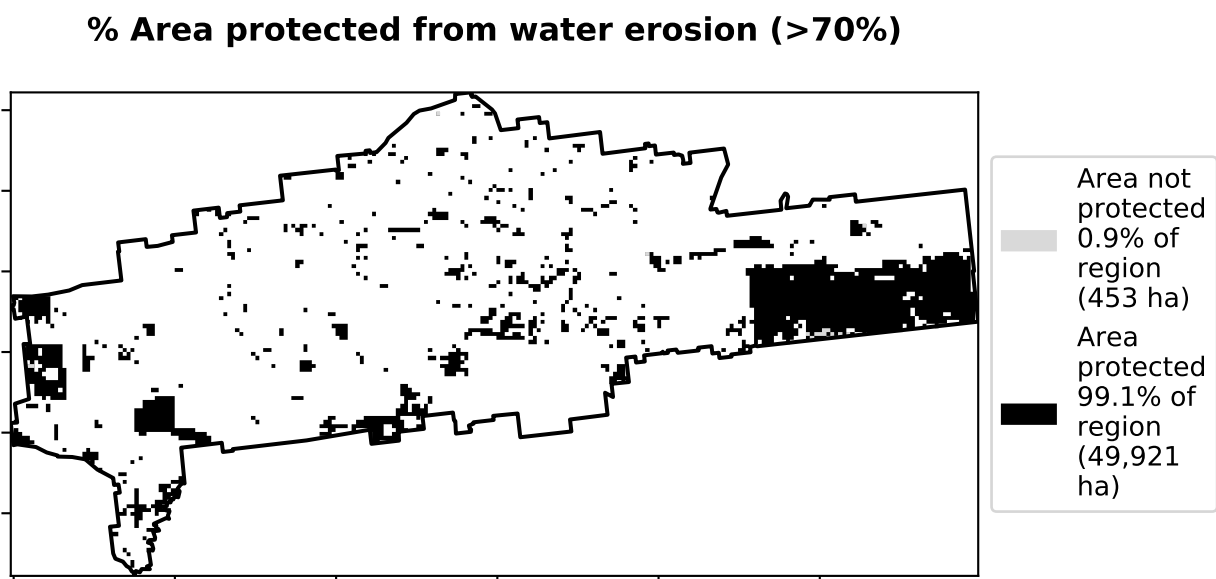 % Area protected from water erosion (>70%)
Area not
protected
0.9% of
region
(453 ha)
Area
protected
99.1% of
region
(49,921
ha)